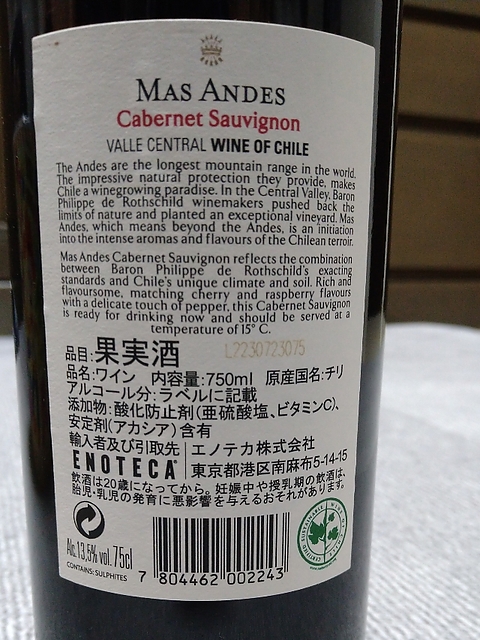 MAS ANDES
Cabernet Sauvignon
VALLE CENTRAL WINE OF CHILE
The Andes are the longest mountain range in the world.
The impressive natural protection they provide, makes
Chile a winegrowing paradise. In the Central Valley, Baron
Philippe de Rothschild winemakers pushed back the
limits of nature and planted an exceptional vineyard. Mas
Andes, which means beyond the Andes, is an initiation
into the intense aromas and flavours of the Chilean terroir.
Mas Andes Cabernet Sauvignon reflects the combination
between Baron Philippe de Rothschild's exacting
standards and Chile's unique climate and soil. Rich and
flavoursome, matching cherry and raspberry flavours
with a delicate touch of pepper, this Cabernet Sauvignon
is ready for drinking now and should be served at a
temperature of 15° C.
品目:果実酒 L2230723075
品名:ワイン 内容量:750ml 原産国名:チリ
アルコール分:ラベルに記載
添加物:酸化防止剤(亜硫酸塩、ビタミンC)、
安定剤(アカシア)含有
輸入者及び引取先 エノテカ株式会社
ENOTECA 東京都港区南麻布5-14-15
飲酒は20歳になってから。妊娠中や授乳期の飲酒は、
胎児・乳児の発育に悪影響を与えるおそれがあります。
Alc.13,5% vol. 75cl
CONTAINS: SULPHITES
7 804462 002243
CERTIFIED SUSTAINABLE WINE OF CHILE